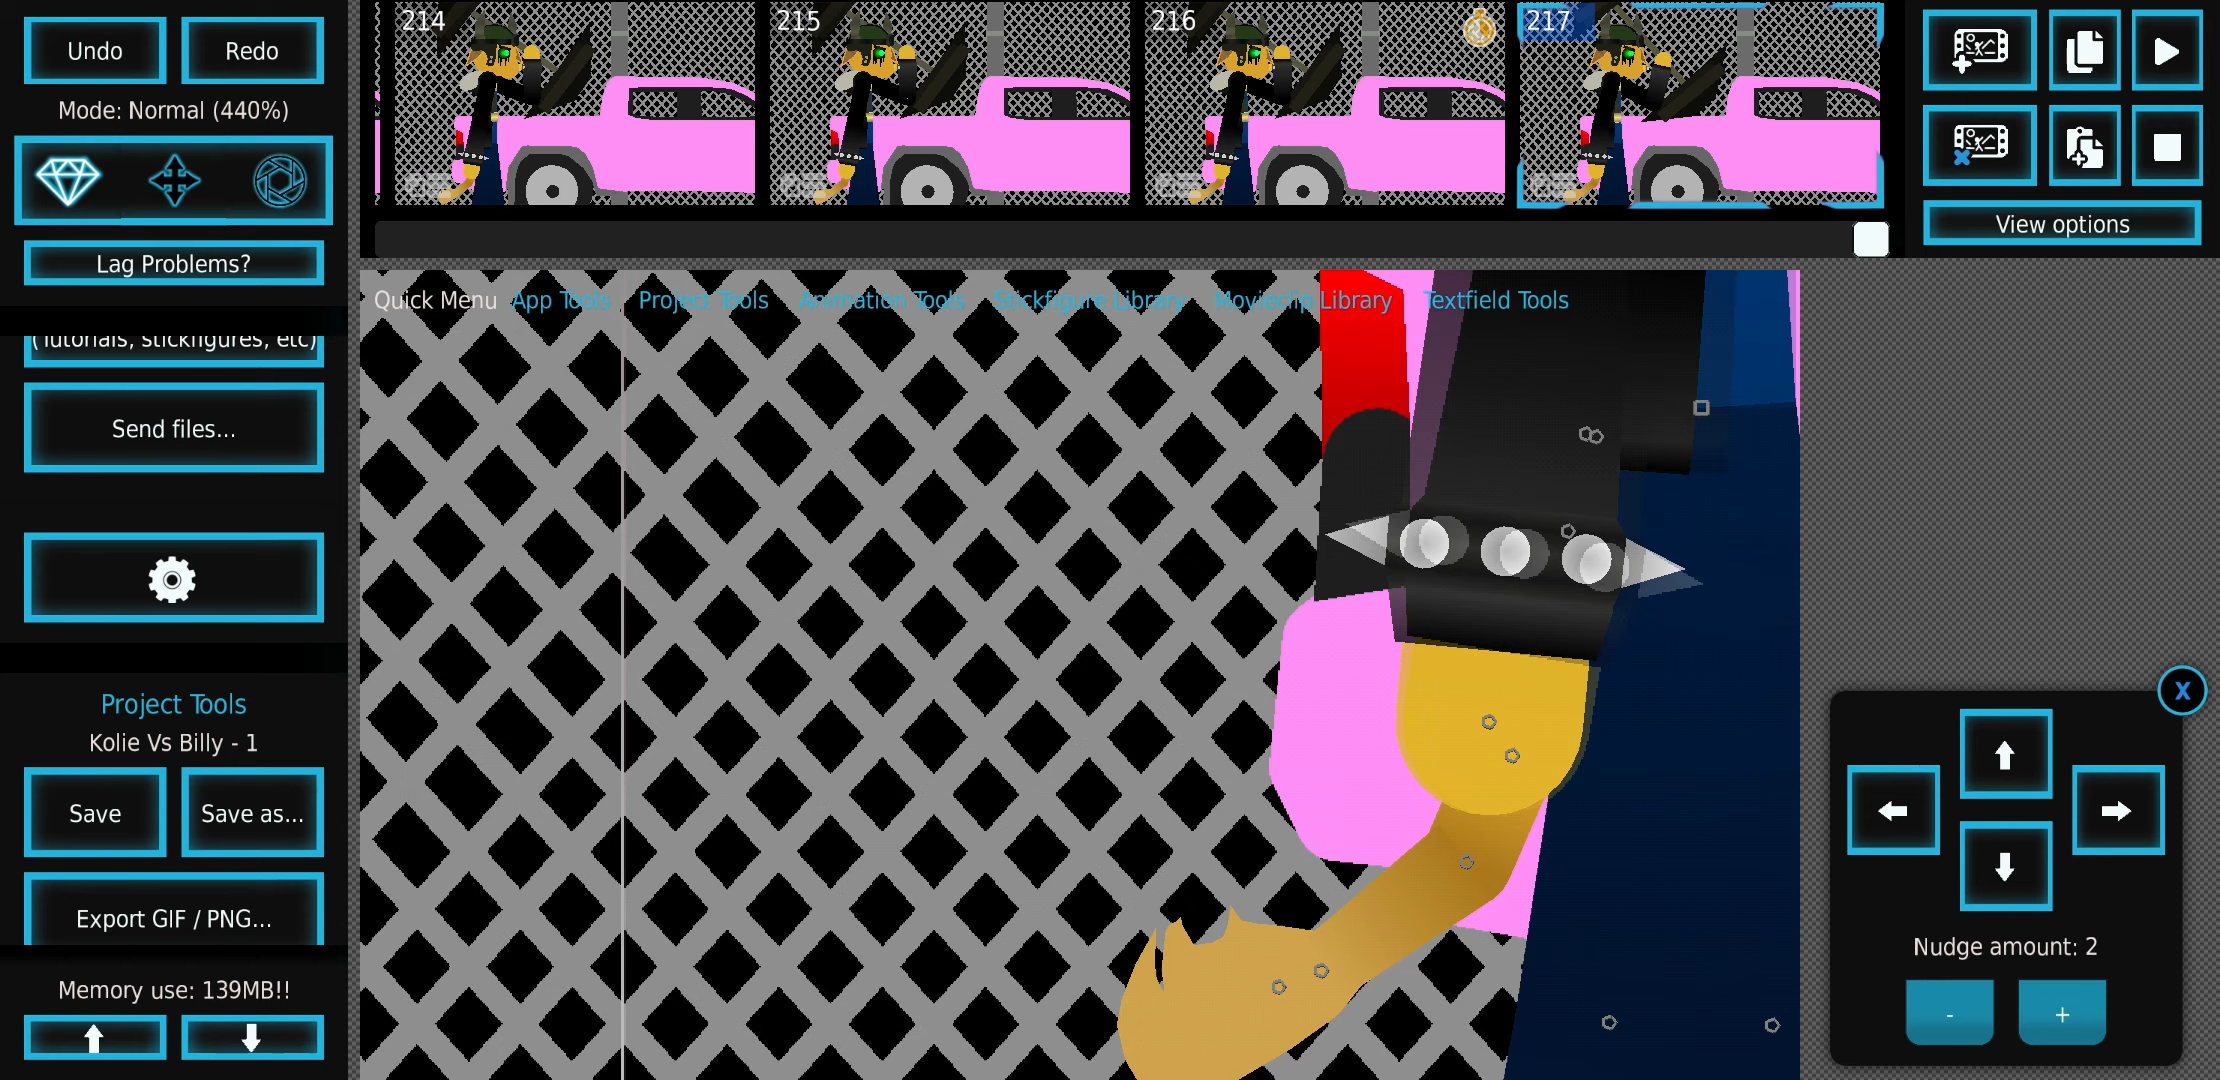 Undo
Redo
Mode: Normal (440%)
Lag Problems?
(Tutorials, stickfigures, etc)
Send files...
Project Tools
Kolie Vs Billy - 1
Save
Save as...
Export GIF / PNG...
Memory use: 139MB!!
214
215
216
217
View options
Quick Menu
App Tools
Project Tools
Animation Tools
Stickfigure Library
Movieclip Library
Textfield Tools
X
Nudge amount: 2
-
+